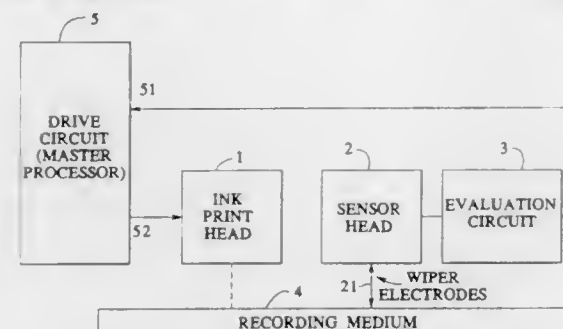 5
51
DRIVE
CIRCUIT
(MASTER
PROCESSOR)
1
2
3
INK
PRINT
HEAD
SENSOR
HEAD
EVALUATION
CIRCUIT
52
4
21
WIPER
ELECTRODES
RECORDING MEDIUM